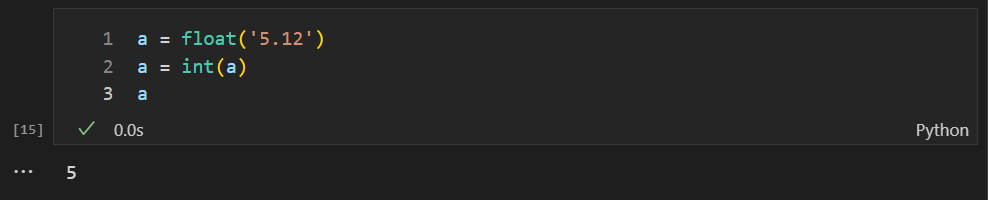 1 a = float('5.12')
2 a = int(a)
3 a
[15] ✓ 0.0s Python
... 5